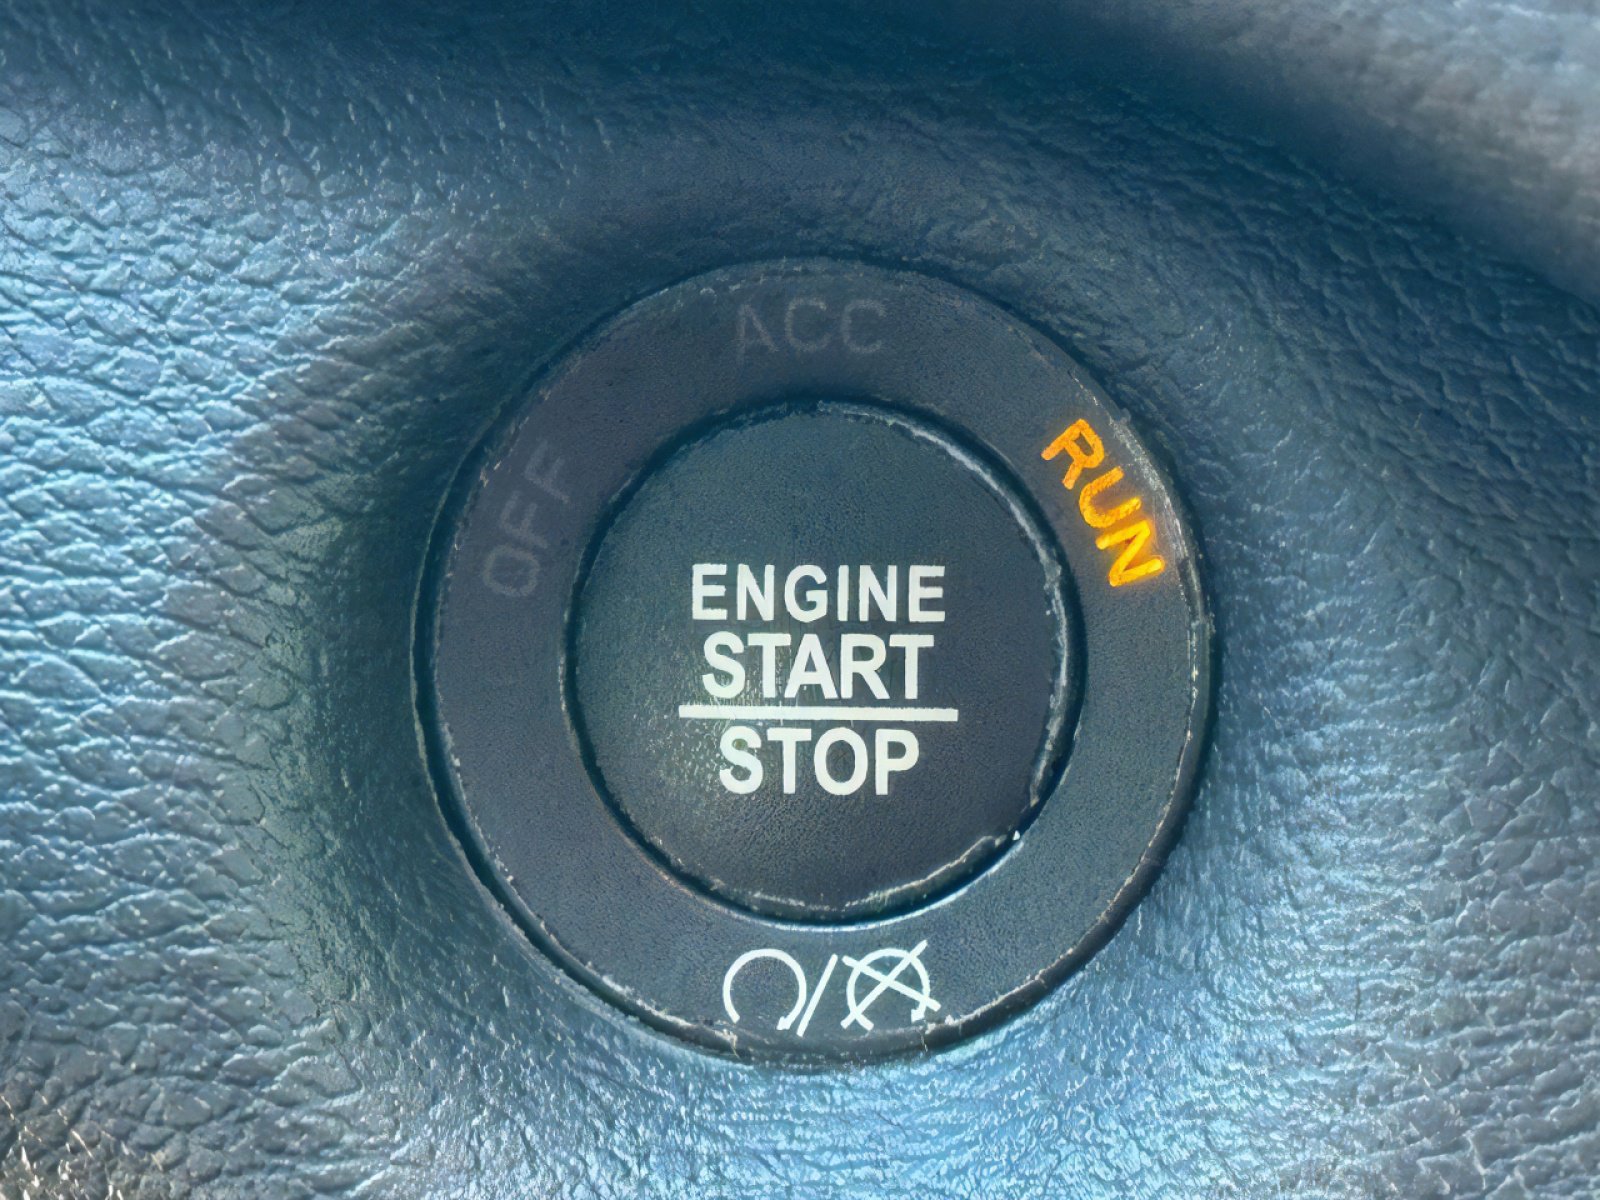 ACC
OFF
RUN
ENGINE
START
STOP